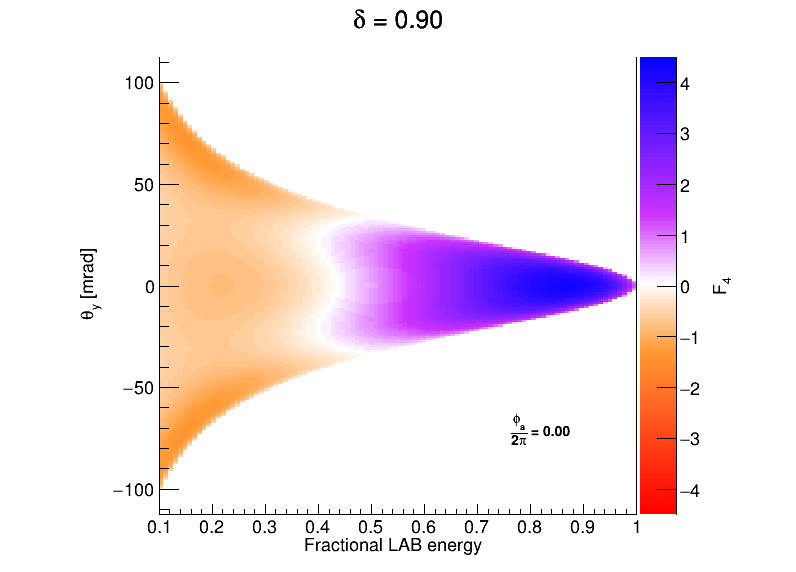 δ = 0.90
100
50
0
−50
−100
θy [mrad]
0.1 0.2 0.3 0.4 0.5 0.6 0.7 0.8 0.9 1
Fractional LAB energy
ϕa
2π = 0.00
4
3
2
1
0
−1
−2
−3
−4
F4